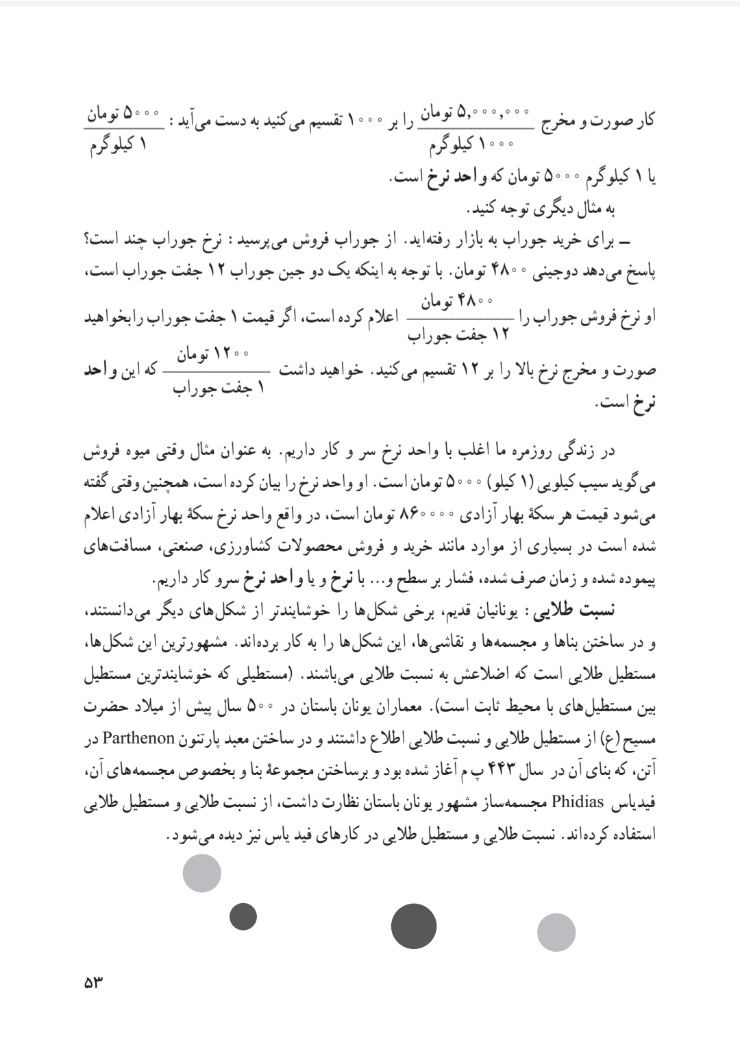 کار صورت و مخرج ۵,۰۰۰,۰۰۰ تومان / ۱۰۰۰ کیلوگرم را بر ۱۰۰۰ تقسیم می‌کنید به دست می‌آید : ۵۰۰۰ تومان / ۱ کیلوگرم
یا ۱ کیلوگرم ۵۰۰۰ تومان که واحد نرخ است.
به مثال دیگری توجه کنید.
ــ برای خرید جوراب به بازار رفته‌اید. از جوراب فروش می‌پرسید : نرخ جوراب چند است؟
پاسخ می‌دهد دوجینی ۴۸۰۰ تومان. با توجه به اینکه یک دو جین جوراب ۱۲ جفت جوراب است،
او نرخ فروش جوراب را ۴۸۰۰ تومان / ۱۲ جفت جوراب اعلام کرده است، اگر قیمت ۱ جفت جوراب رابخواهید
صورت و مخرج نرخ بالا را بر ۱۲ تقسیم می‌کنید. خواهید داشت ۱۲۰۰ تومان / ۱ جفت جوراب که این واحد
نرخ است.
در زندگی روزمره ما اغلب با واحد نرخ سر و کار داریم. به عنوان مثال وقتی میوه فروش
می‌گوید سیب کیلویی (۱ کیلو) ۵۰۰۰ تومان است. او واحد نرخ را بیان کرده است، همچنین وقتی گفته
می‌شود قیمت هر سکهٔ بهار آزادی ۸۶۰۰۰۰ تومان است، در واقع واحد نرخ سکهٔ بهار آزادی اعلام
شده است در بسیاری از موارد مانند خرید و فروش محصولات کشاورزی، صنعتی، مسافت‌های
پیموده شده و زمان صرف شده، فشار بر سطح و... با نرخ و یا واحد نرخ سرو کار داریم.
نسبت طلایی : یونانیان قدیم، برخی شکل‌ها را خوشایندتر از شکل‌های دیگر می‌دانستند،
و در ساختن بناها و مجسمه‌ها و نقاشی‌ها، این شکل‌ها را به کار برده‌اند. مشهورترین این شکل‌ها،
مستطیل طلایی است که اضلاعش به نسبت طلایی می‌باشند. (مستطیلی که خوشایندترین مستطیل
بین مستطیل‌های با محیط ثابت است). معماران یونان باستان در ۵۰۰ سال پیش از میلاد حضرت
مسیح(ع) از مستطیل طلایی و نسبت طلایی اطلاع داشتند و در ساختن معبد پارتنون Parthenon در
آتن، که بنای آن در سال ۴۴۳ پ م آغاز شده بود و برساختن مجموعهٔ بنا و بخصوص مجسمه‌های آن،
فیدیاس Phidias مجسمه‌ساز مشهور یونان باستان نظارت داشت، از نسبت طلایی و مستطیل طلایی
استفاده کرده‌اند. نسبت طلایی و مستطیل طلایی در کارهای فید یاس نیز دیده می‌شود.
۵۳